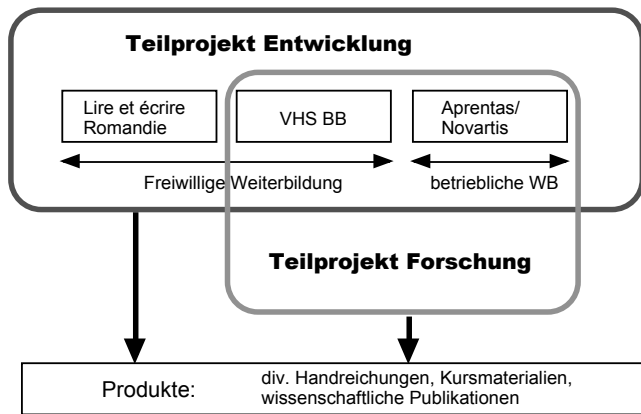 Teilprojekt Entwicklung
Lire et écrire
Romandie
VHS BB
Aprentas/
Novartis
Freiwillige Weiterbildung
betriebliche WB
Teilprojekt Forschung
Produkte:
div. Handreichungen, Kursmaterialien,
wissenschaftliche Publikationen